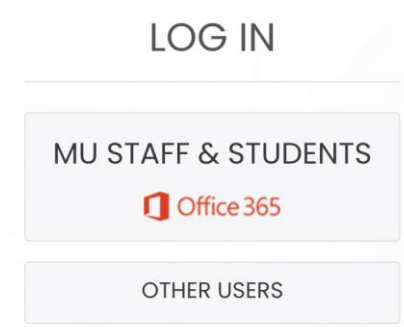 LOG IN
MU STAFF & STUDENTS
Office 365
OTHER USERS